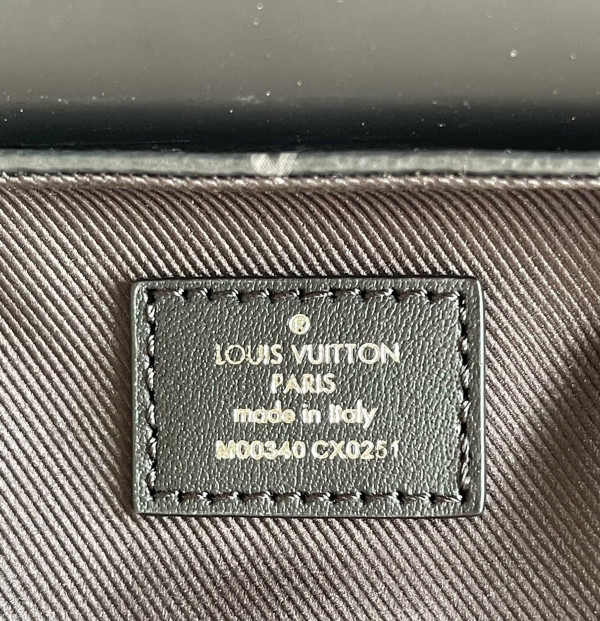 ®
LOUIS VUITTON
PARIS
made in Italy
M00340 CX0251